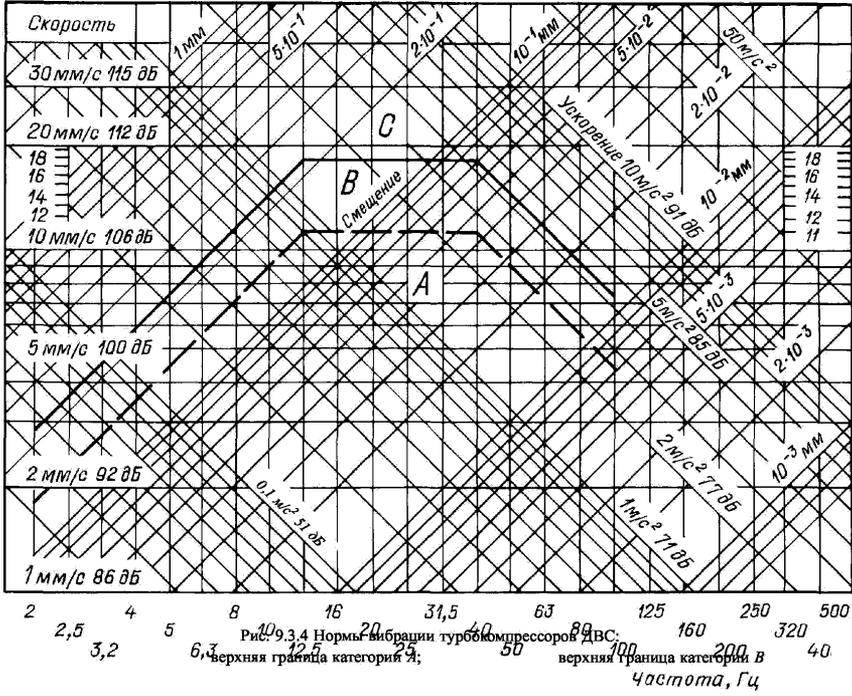 Скорость
1 мм
5·10⁻¹
2·10⁻¹
10⁻¹ мм
5·10⁻²
50 м/с²
2·10⁻²
30 мм/с 115 дБ
20 мм/с 112 дБ
С
Ускорение 10 м/с² 91 дБ
10⁻² мм
18
16
14
12
18
16
14
12
11
В
Смещение
10 мм/с 106 дБ
А
5·10⁻³
5 м/с² 85 дБ
2·10⁻³
5 мм/с 100 дБ
2 мм/с 92 дБ
0,1 м/с² 51 дБ
2 м/с² 77 дБ
10⁻³ мм
1 м/с² 71 дБ
1 мм/с 86 дБ
2 4 8 16 31,5 63 125 250 500
2,5 5 10 20 40 80 160 320
3,2 6,3 12,5 25 50 100 200 40
Рис. 9.3.4 Нормы вибрации турбокомпрессоров ДВС:
верхняя граница категории А; верхняя граница категории В
Частота, Гц